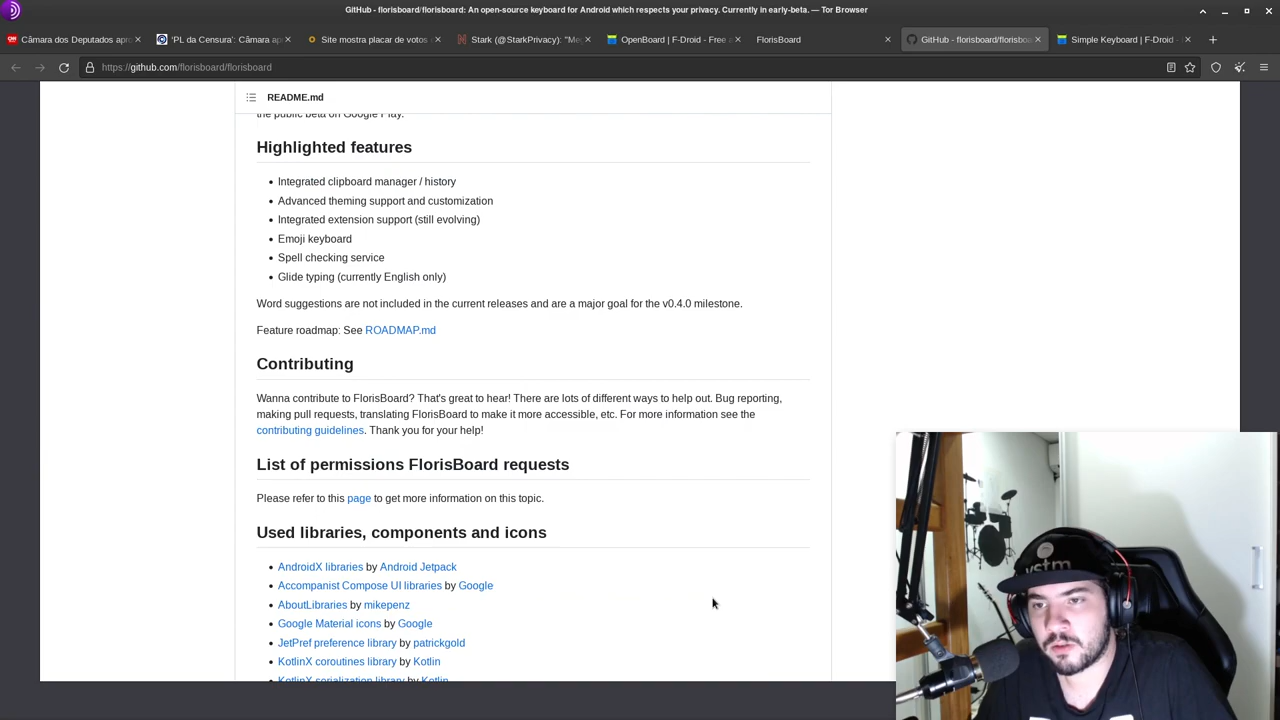 GitHub - florisboard/florisboard: An open-source keyboard for Android which respects your privacy. Currently in early-beta. — Tor Browser
Câmara dos Deputados apro
'PL da Censura': Câmara ap
Site mostra placar de votos
Stark (@StarkPrivacy): "Me
OpenBoard | F-Droid - Free
FlorisBoard
GitHub - florisboard/florisboa
Simple Keyboard | F-Droid -
https://github.com/florisboard/florisboard
README.md
the public beta on Google Play.
Highlighted features
• Integrated clipboard manager / history
• Advanced theming support and customization
• Integrated extension support (still evolving)
• Emoji keyboard
• Spell checking service
• Glide typing (currently English only)
Word suggestions are not included in the current releases and are a major goal for the v0.4.0 milestone.
Feature roadmap: See ROADMAP.md
Contributing
Wanna contribute to FlorisBoard? That's great to hear! There are lots of different ways to help out. Bug reporting,
making pull requests, translating FlorisBoard to make it more accessible, etc. For more information see the
contributing guidelines. Thank you for your help!
List of permissions FlorisBoard requests
Please refer to this page to get more information on this topic.
Used libraries, components and icons
• AndroidX libraries by Android Jetpack
• Accompanist Compose UI libraries by Google
• AboutLibraries by mikepenz
• Google Material icons by Google
• JetPref preference library by patrickgold
• KotlinX coroutines library by Kotlin
• KotlinX serialization library by Kotlin